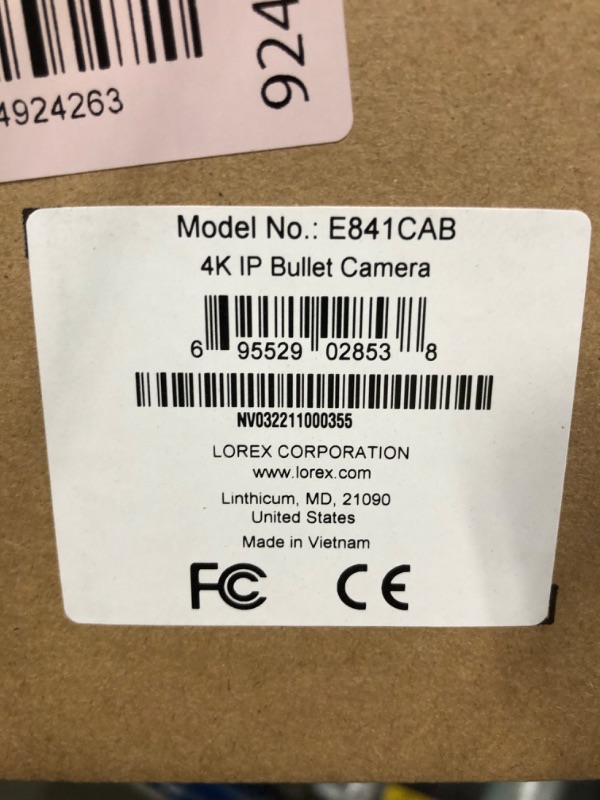 4924263
924
Model No.: E841CAB
4K IP Bullet Camera
6 95529 02853 8
NV032211000355
LOREX CORPORATION
www.lorex.com
Linthicum, MD, 21090
United States
Made in Vietnam
FC CE